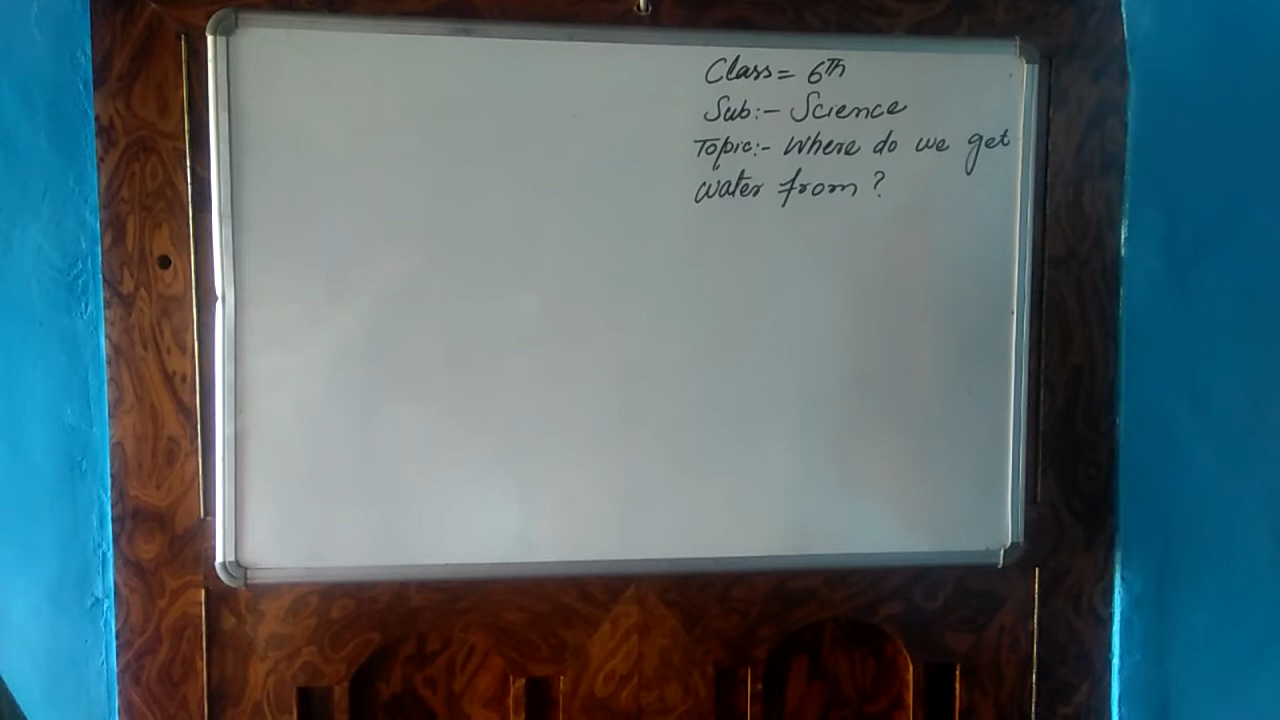 Class= 6th
Sub:- Science
Topic:- Where do we get
water from ?